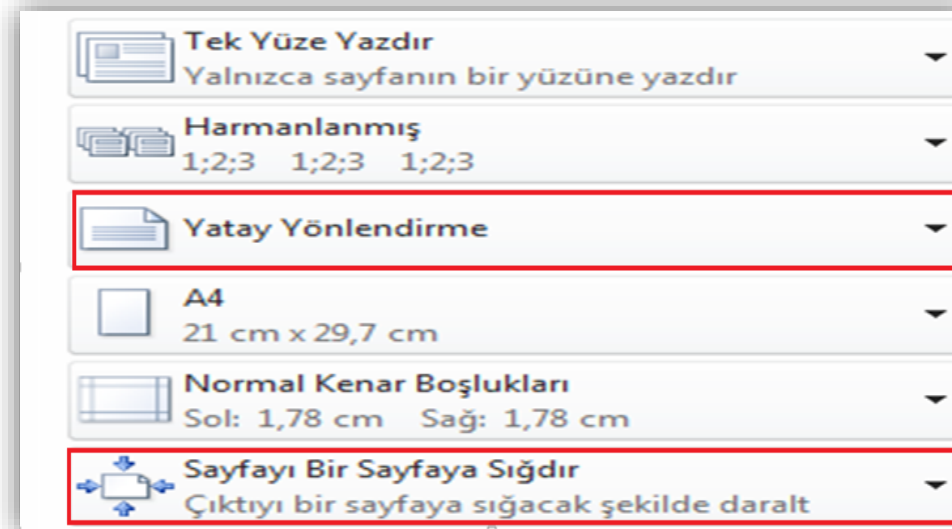 Tek Yüze Yazdır
Yalnızca sayfanın bir yüzüne yazdır
Harmanlanmış
1;2;3 1;2;3 1;2;3
Yatay Yönlendirme
A4
21 cm x 29,7 cm
Normal Kenar Boşlukları
Sol: 1,78 cm Sağ: 1,78 cm
Sayfayı Bir Sayfaya Sığdır
Çıktıyı bir sayfaya sığacak şekilde daralt